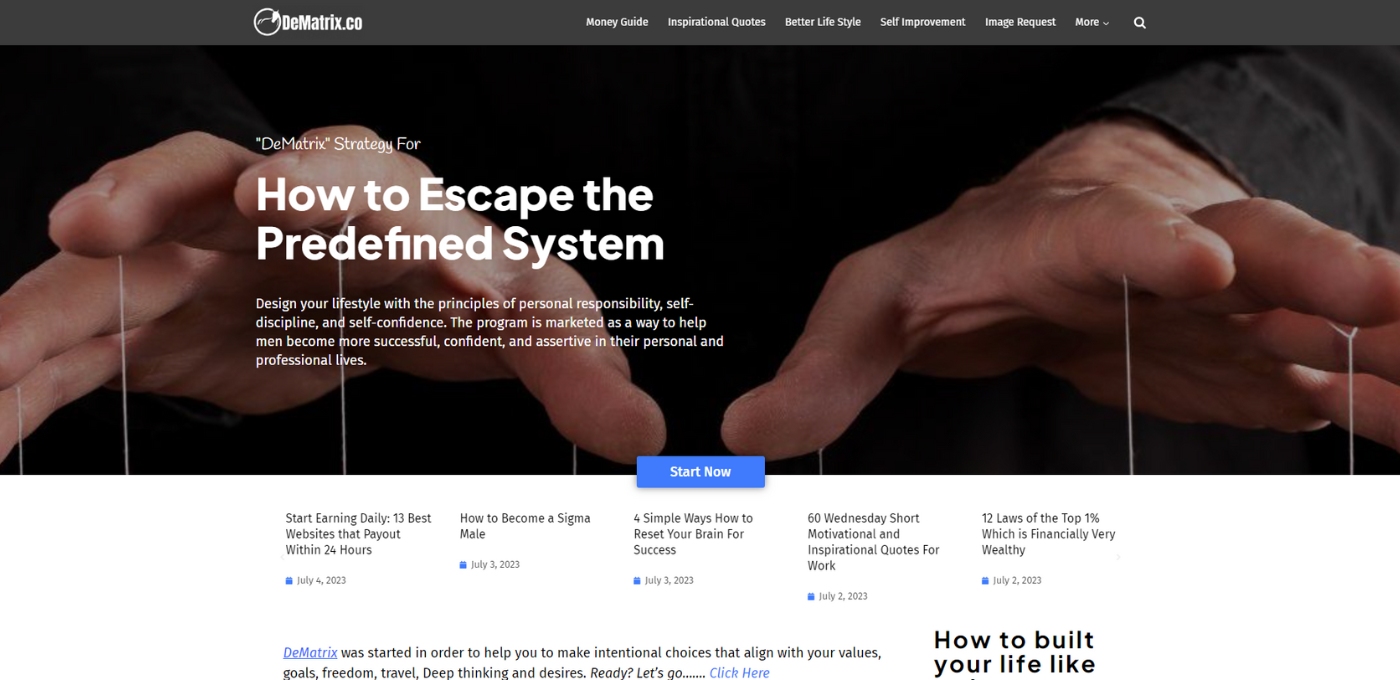 DeMatrix.co
Money Guide Inspirational Quotes Better Life Style Self Improvement Image Request More
"DeMatrix" Strategy For
How to Escape the
Predefined System
Design your lifestyle with the principles of personal responsibility, self-
discipline, and self-confidence. The program is marketed as a way to help
men become more successful, confident, and assertive in their personal and
professional lives.
Start Now
Start Earning Daily: 13 Best
Websites that Payout
Within 24 Hours
July 4, 2023
How to Become a Sigma
Male
July 3, 2023
4 Simple Ways How to
Reset Your Brain For
Success
July 3, 2023
60 Wednesday Short
Motivational and
Inspirational Quotes For
Work
July 2, 2023
12 Laws of the Top 1%
Which is Financially Very
Wealthy
July 2, 2023
DeMatrix was started in order to help you to make intentional choices that align with your values,
goals, freedom, travel, Deep thinking and desires. Ready? Let's go....... Click Here
How to built
your life like